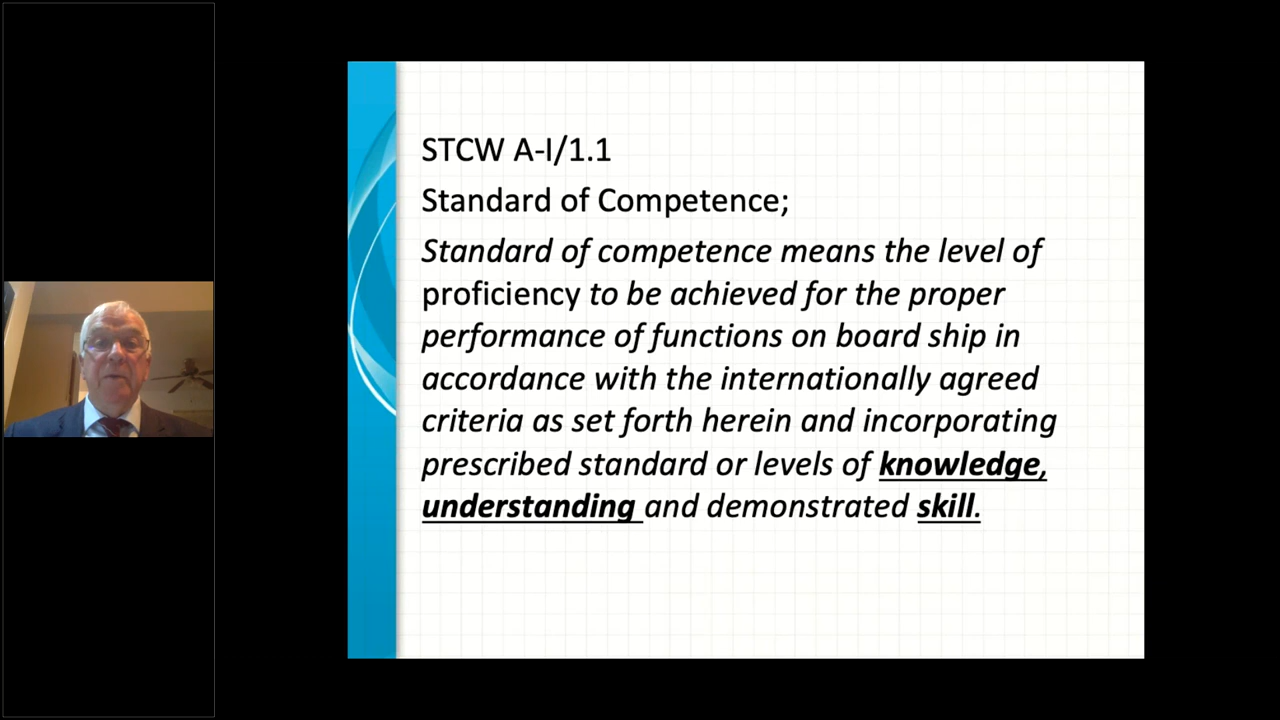 STCW A-I/1.1
Standard of Competence;
Standard of competence means the level of
proficiency to be achieved for the proper
performance of functions on board ship in
accordance with the internationally agreed
criteria as set forth herein and incorporating
prescribed standard or levels of knowledge,
understanding and demonstrated skill.